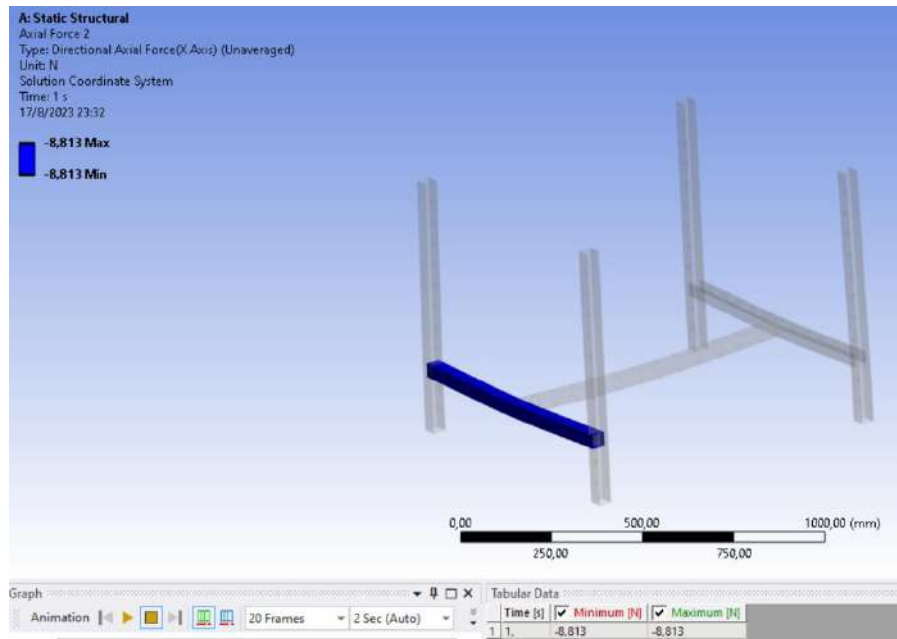 A: Static Structural
Axial Force 2
Type: Directional Axial Force(X Axis) (Unaveraged)
Unit: N
Solution Coordinate System
Time: 1 s
17/8/2023 23:32
-8,813 Max
-8,813 Min
0,00 500,00 1000,00 (mm)
250,00 750,00
Graph Tabular Data
Animation 20 Frames 2 Sec (Auto)
Time [s] Minimum [N] Maximum [N]
1 1, -8,813 -8,813